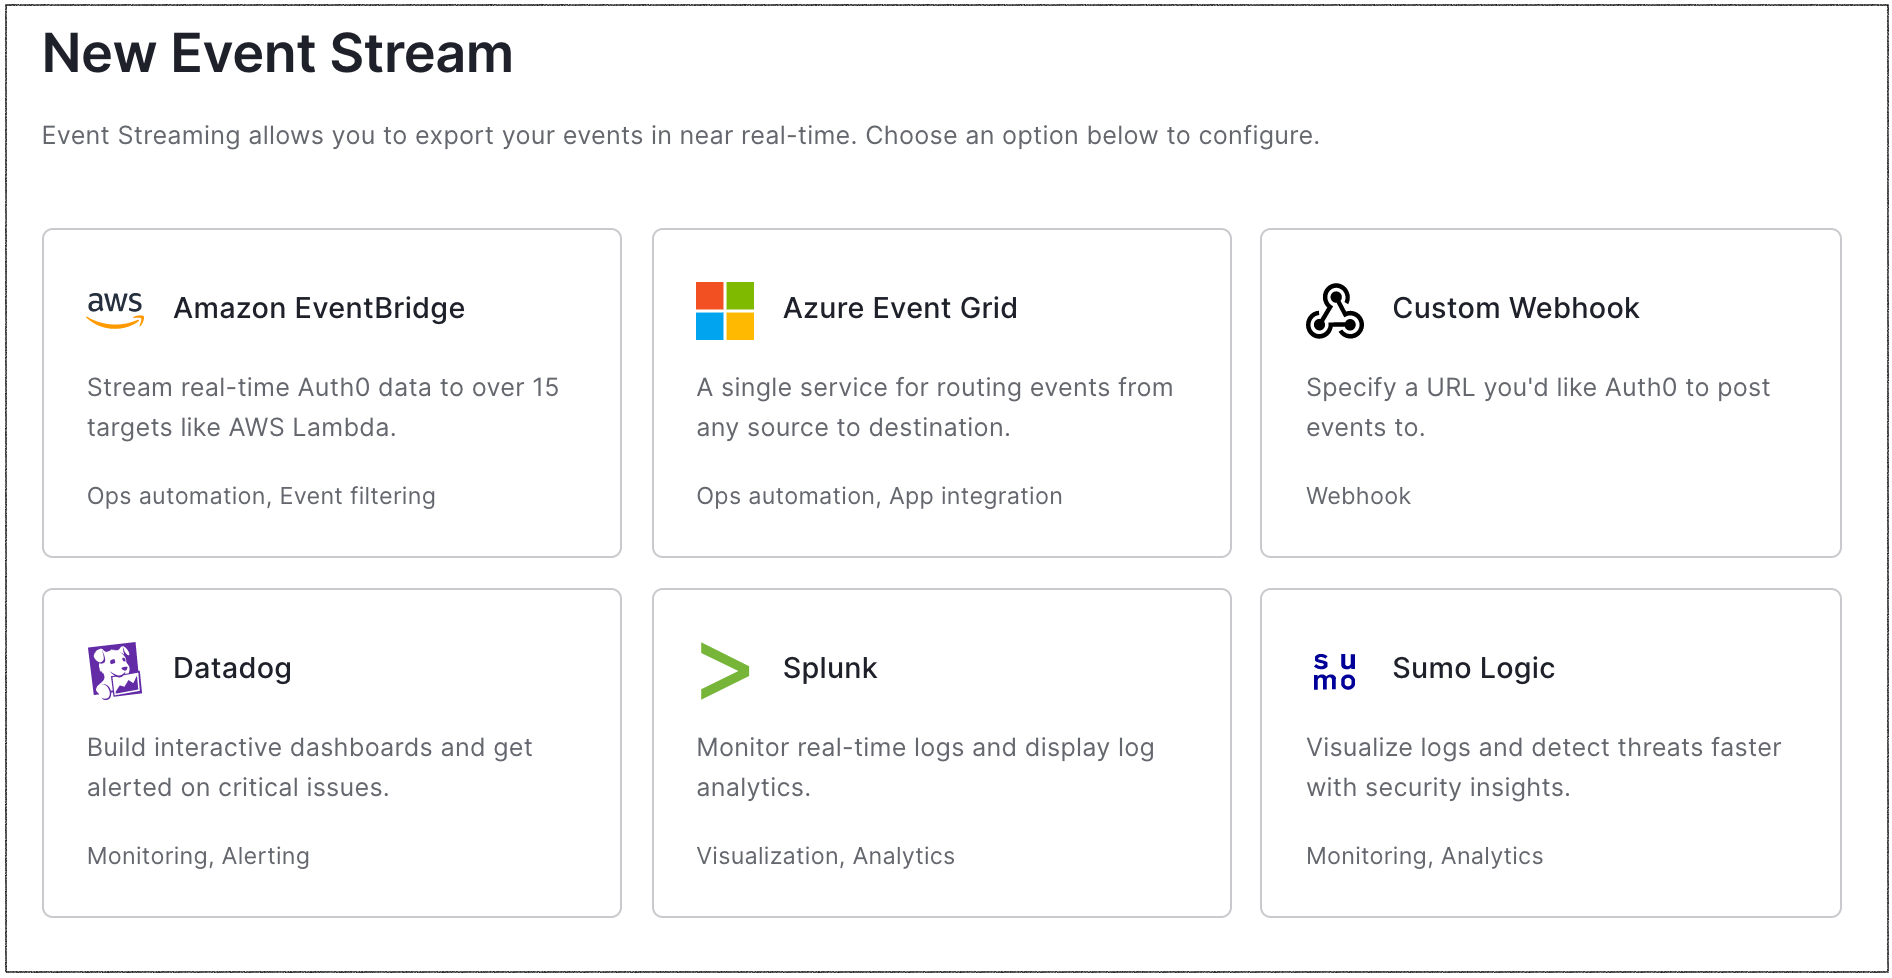 New Event Stream
Event Streaming allows you to export your events in near real-time. Choose an option below to configure.
aws
Amazon EventBridge
Stream real-time Auth0 data to over 15
targets like AWS Lambda.
Ops automation, Event filtering
Azure Event Grid
A single service for routing events from
any source to destination.
Ops automation, App integration
Custom Webhook
Specify a URL you'd like Auth0 to post
events to.
Webhook
Datadog
Build interactive dashboards and get
alerted on critical issues.
Monitoring, Alerting
Splunk
Monitor real-time logs and display log
analytics.
Visualization, Analytics
su
mo
Sumo Logic
Visualize logs and detect threats faster
with security insights.
Monitoring, Analytics